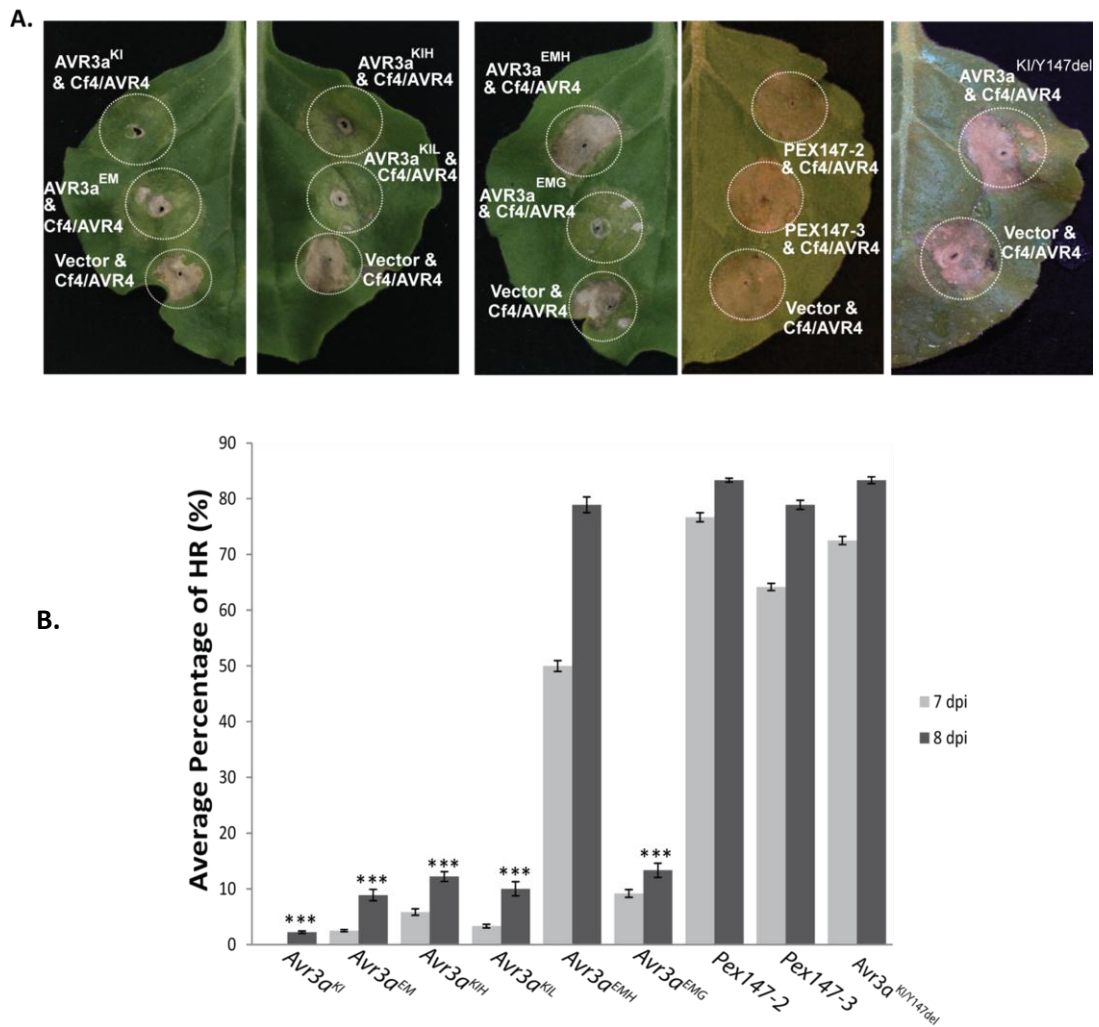 A.
AVR3a^KI
& Cf4/AVR4
AVR3a^EM
&
Cf4/AVR4
Vector &
Cf4/AVR4
AVR3a^KIH
& Cf4/AVR4
AVR3a^KIL &
Cf4/AVR4
Vector &
Cf4/AVR4
AVR3a^EMH
& Cf4/AVR4
AVR3a^EMG
& Cf4/AVR4
Vector &
Cf4/AVR4
PEX147-2
& Cf4/AVR4
PEX147-3
& Cf4/AVR4
Vector &
Cf4/AVR4
AVR3a^KI/Y147del
& Cf4/AVR4
Vector &
Cf4/AVR4
B.
Average Percentage of HR (%)
90
80
70
60
50
40
30
20
10
0
***
***
***
***
***
7 dpi
8 dpi
Avr3a^KI
Avr3a^EM
Avr3a^KIH
Avr3a^KIL
Avr3a^EMH
Avr3a^EMG
Pex147-2
Pex147-3
Avr3a^KI/Y147del